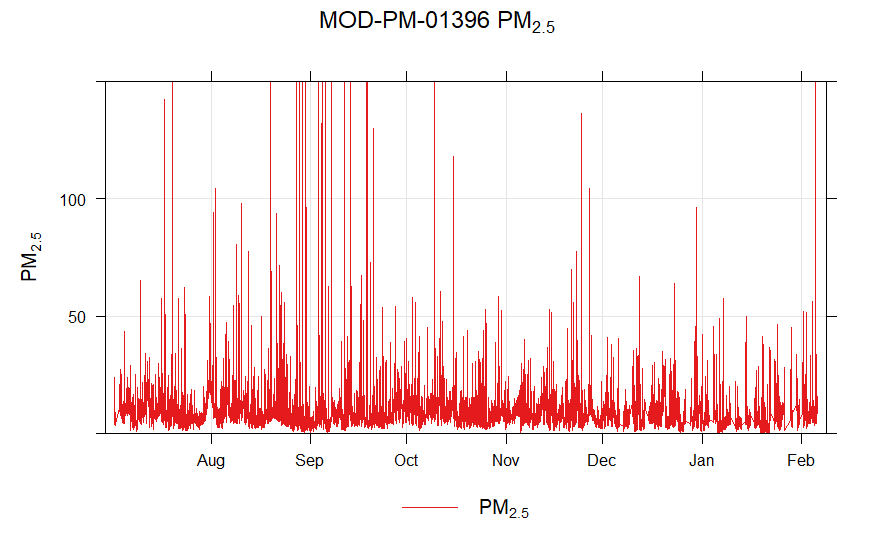 MOD-PM-01396 PM2.5
PM2.5
100
50
Aug Sep Oct Nov Dec Jan Feb
PM2.5